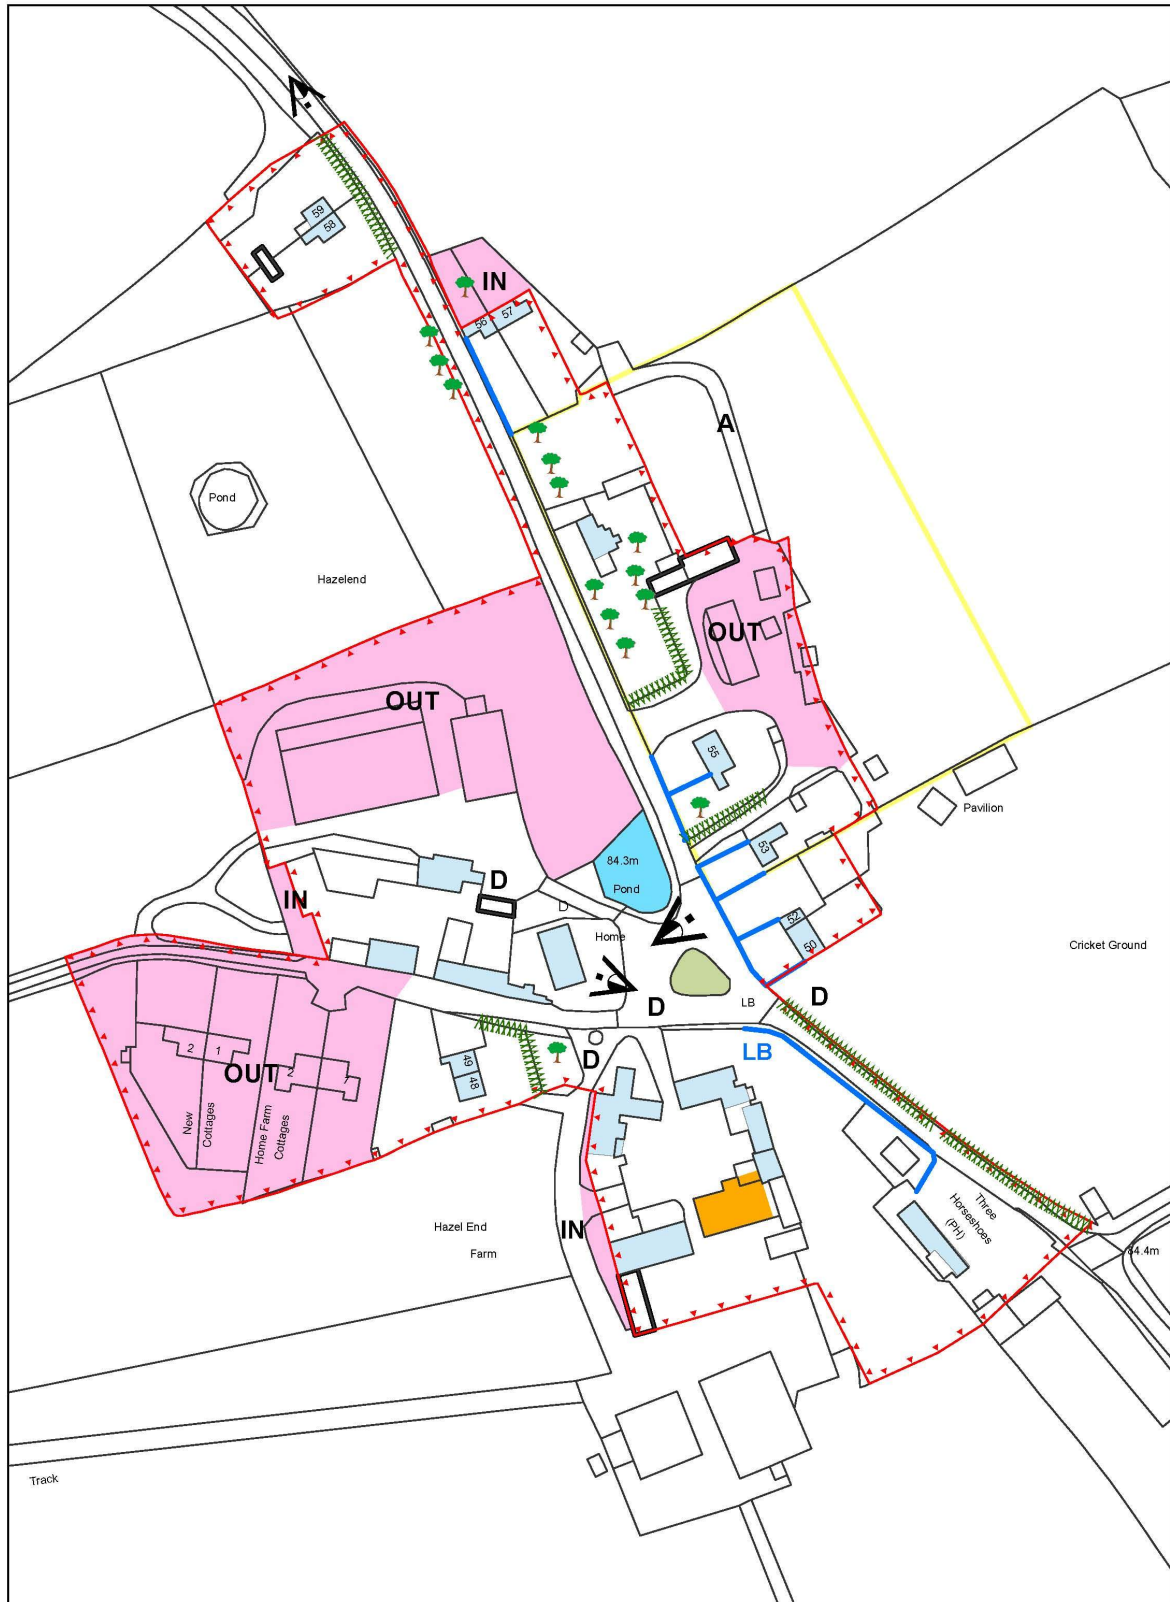 59
58
IN
56
57
A
Pond
Hazelend
OUT
OUT
55
Pavilion
53
84.3m
Pond
D
IN
D
Home
52
50
Cricket Ground
D
D
LB
LB
D
49
48
2
1
OUT
2
1
New
Cottages
Home Farm
Cottages
Three
Horseshoes
(PH)
IN
Hazel End
Farm
84.4m
Track